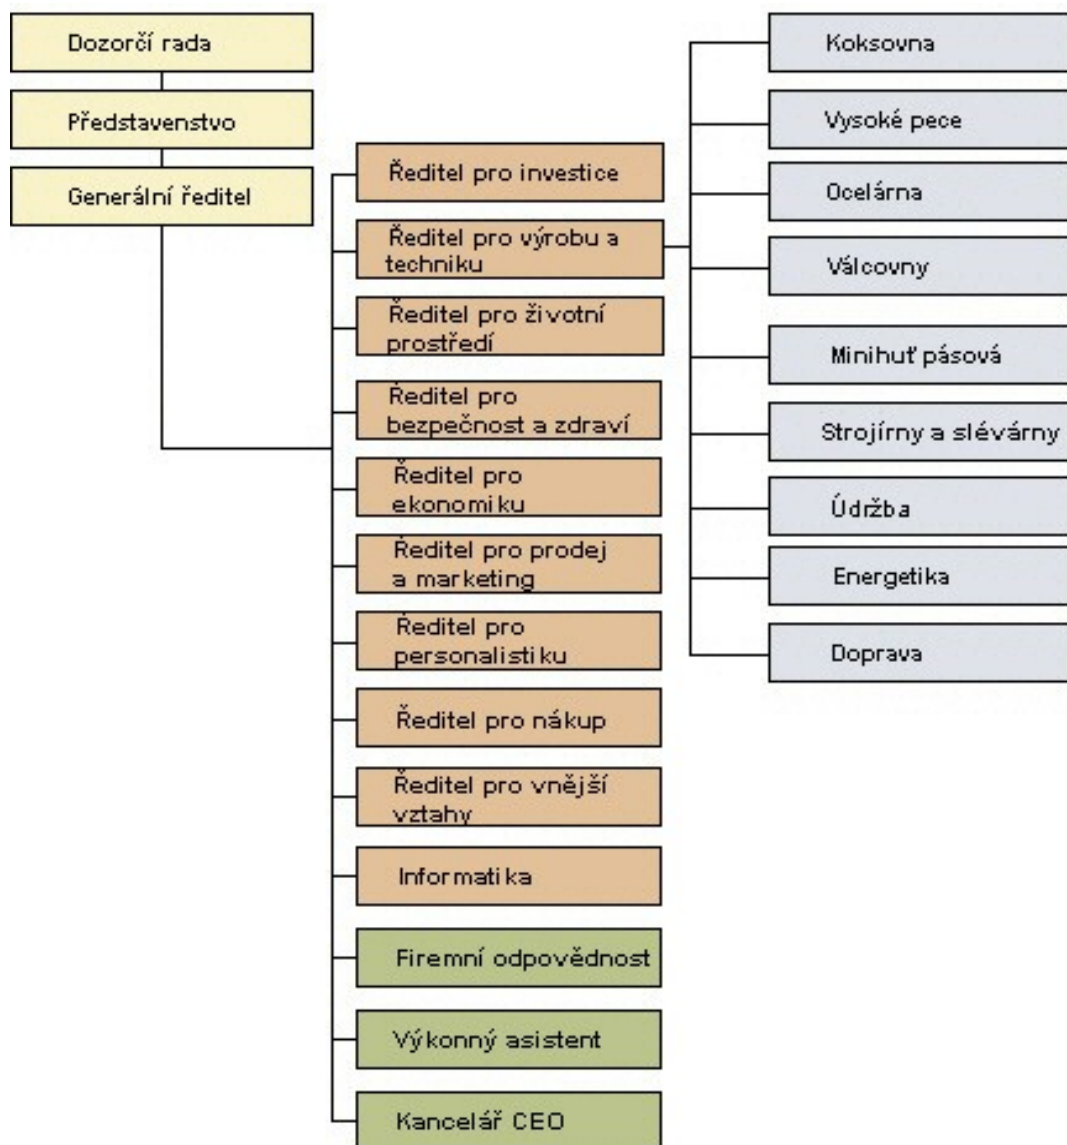 Dozorčí rada
Představenstvo
Generální ředitel
Ředitel pro investice
Ředitel pro výrobu a
techniku
Ředitel pro životní
prostředí
Ředitel pro
bezpečnost a zdraví
Ředitel pro
ekonomiku
Ředitel pro prodej
a marketing
Ředitel pro
personalistiku
Ředitel pro nákup
Ředitel pro vnější
vztahy
Informatika
Firemní odpovědnost
Výkonný asistent
Kancelář CEO
Koksovna
Vysoké pece
Ocelárna
Válcovny
Minihuť pásová
Strojírny a slévárny
Údržba
Energetika
Doprava